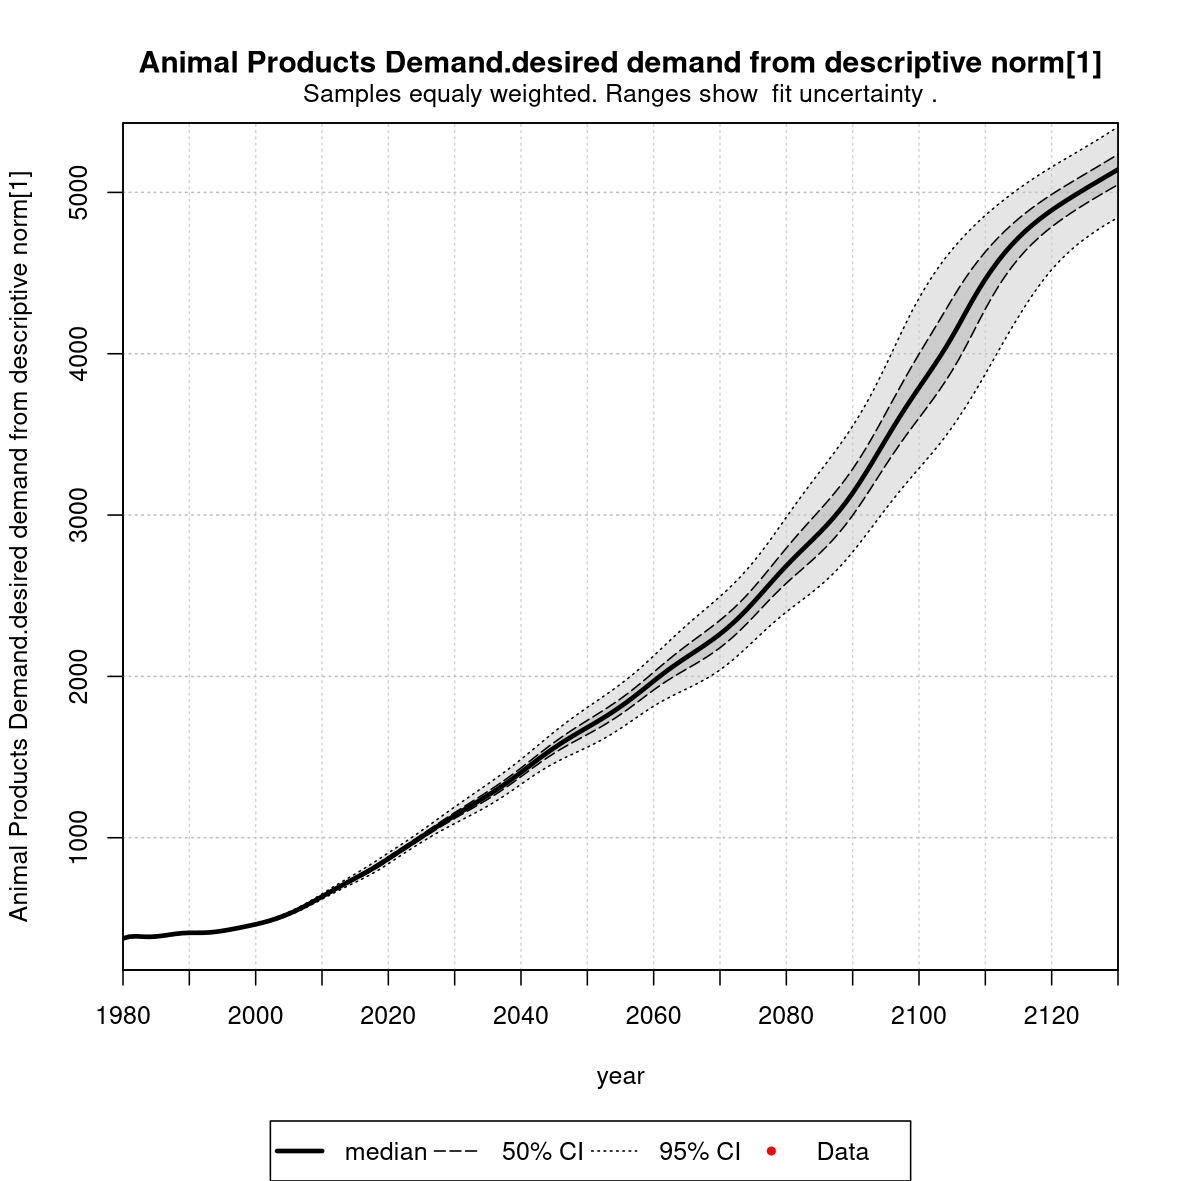 Animal Products Demand.desired demand from descriptive norm[1]
Samples equaly weighted. Ranges show  fit uncertainty .
Animal Products Demand.desired demand from descriptive norm[1]
5000
4000
3000
2000
1000
1980 2000 2020 2040 2060 2080 2100 2120
year
median 50% CI 95% CI Data